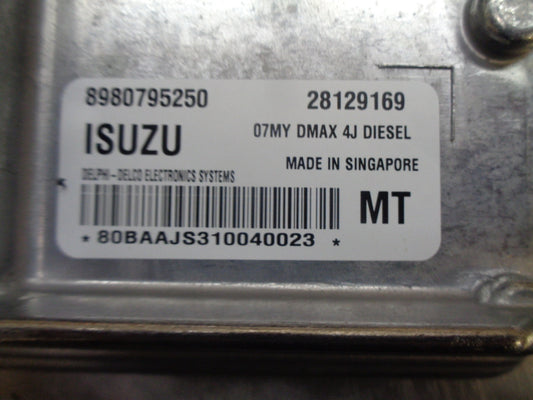 8980795250 28129169
ISUZU 07MY DMAX 4J DIESEL
MADE IN SINGAPORE
DELPHI-DELCO ELECTRONICS SYSTEMS
MT
* 80BAAJS310040023 *